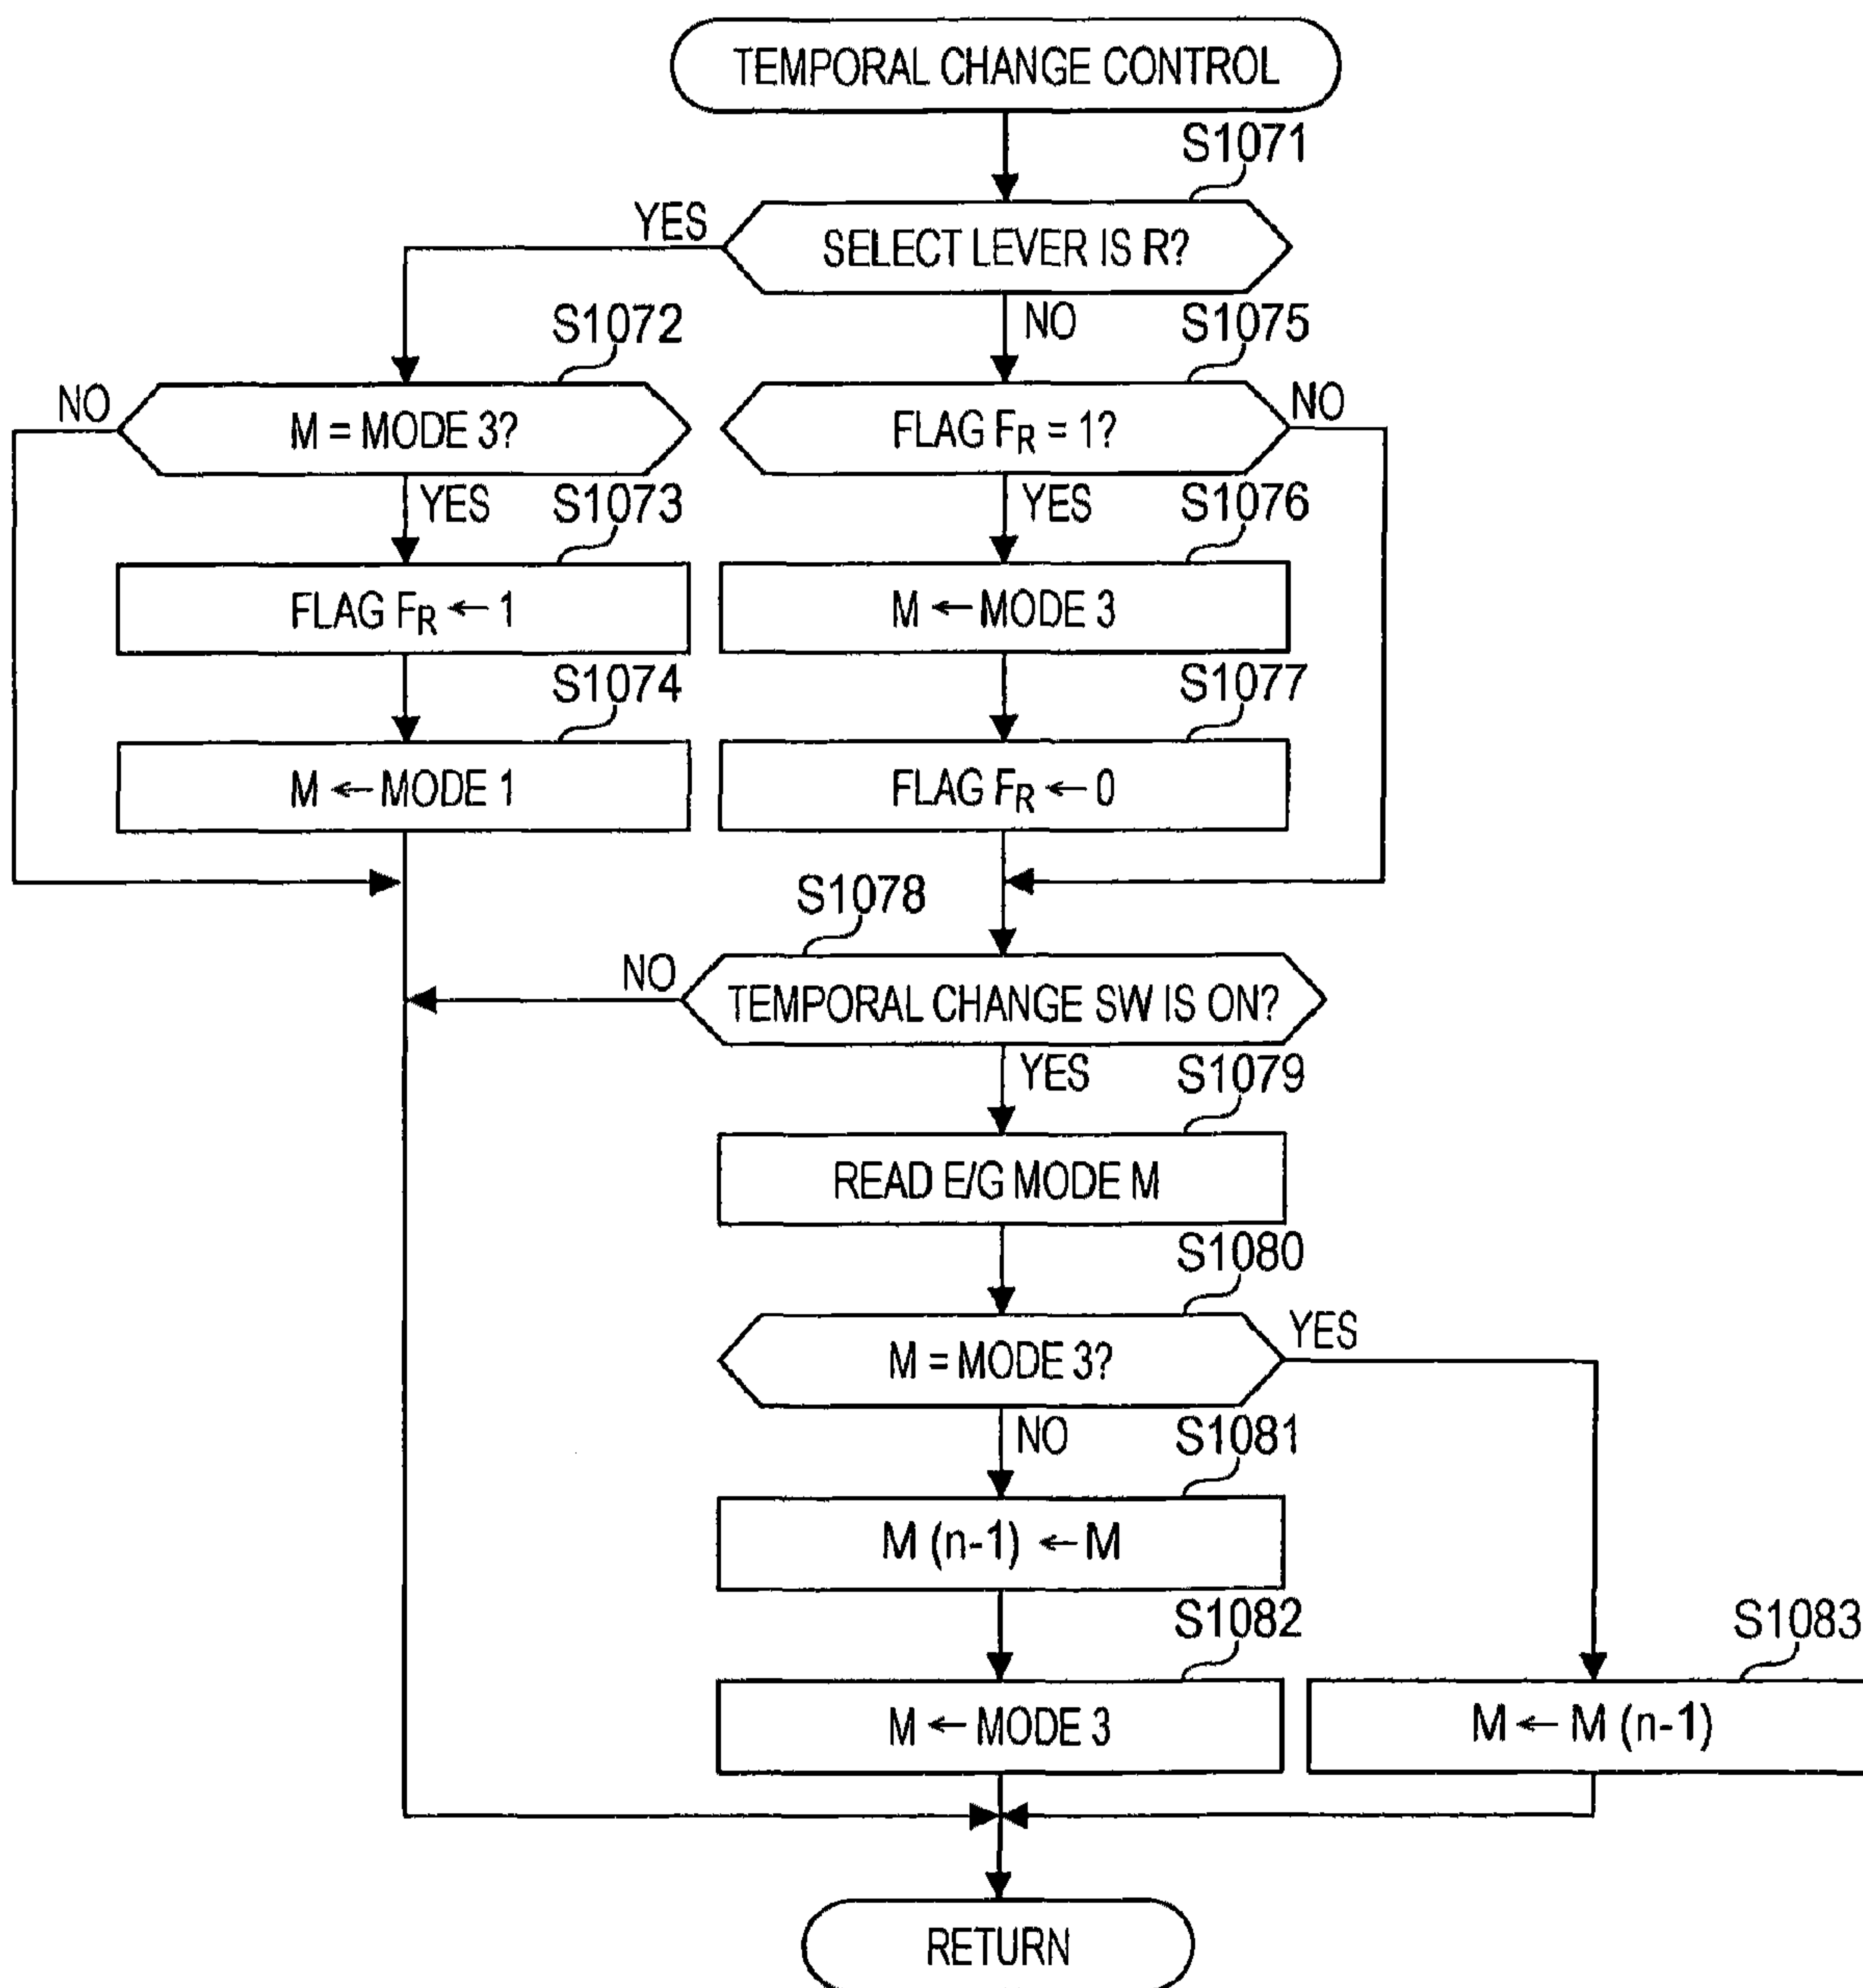 TEMPORAL CHANGE CONTROL
S1071
YES
SELECT LEVER IS R?
S1072
NO
S1075
NO
M = MODE 3?
FLAG FR = 1?
NO
YES
S1073
YES
S1076
FLAG FR ← 1
M ← MODE 3
S1074
S1077
M ← MODE 1
FLAG FR ← 0
S1078
NO
TEMPORAL CHANGE SW IS ON?
YES
S1079
READ E/G MODE M
S1080
YES
M = MODE 3?
NO
S1081
M (n-1) ← M
S1082
S1083
M ← MODE 3
M ← M (n-1)
RETURN